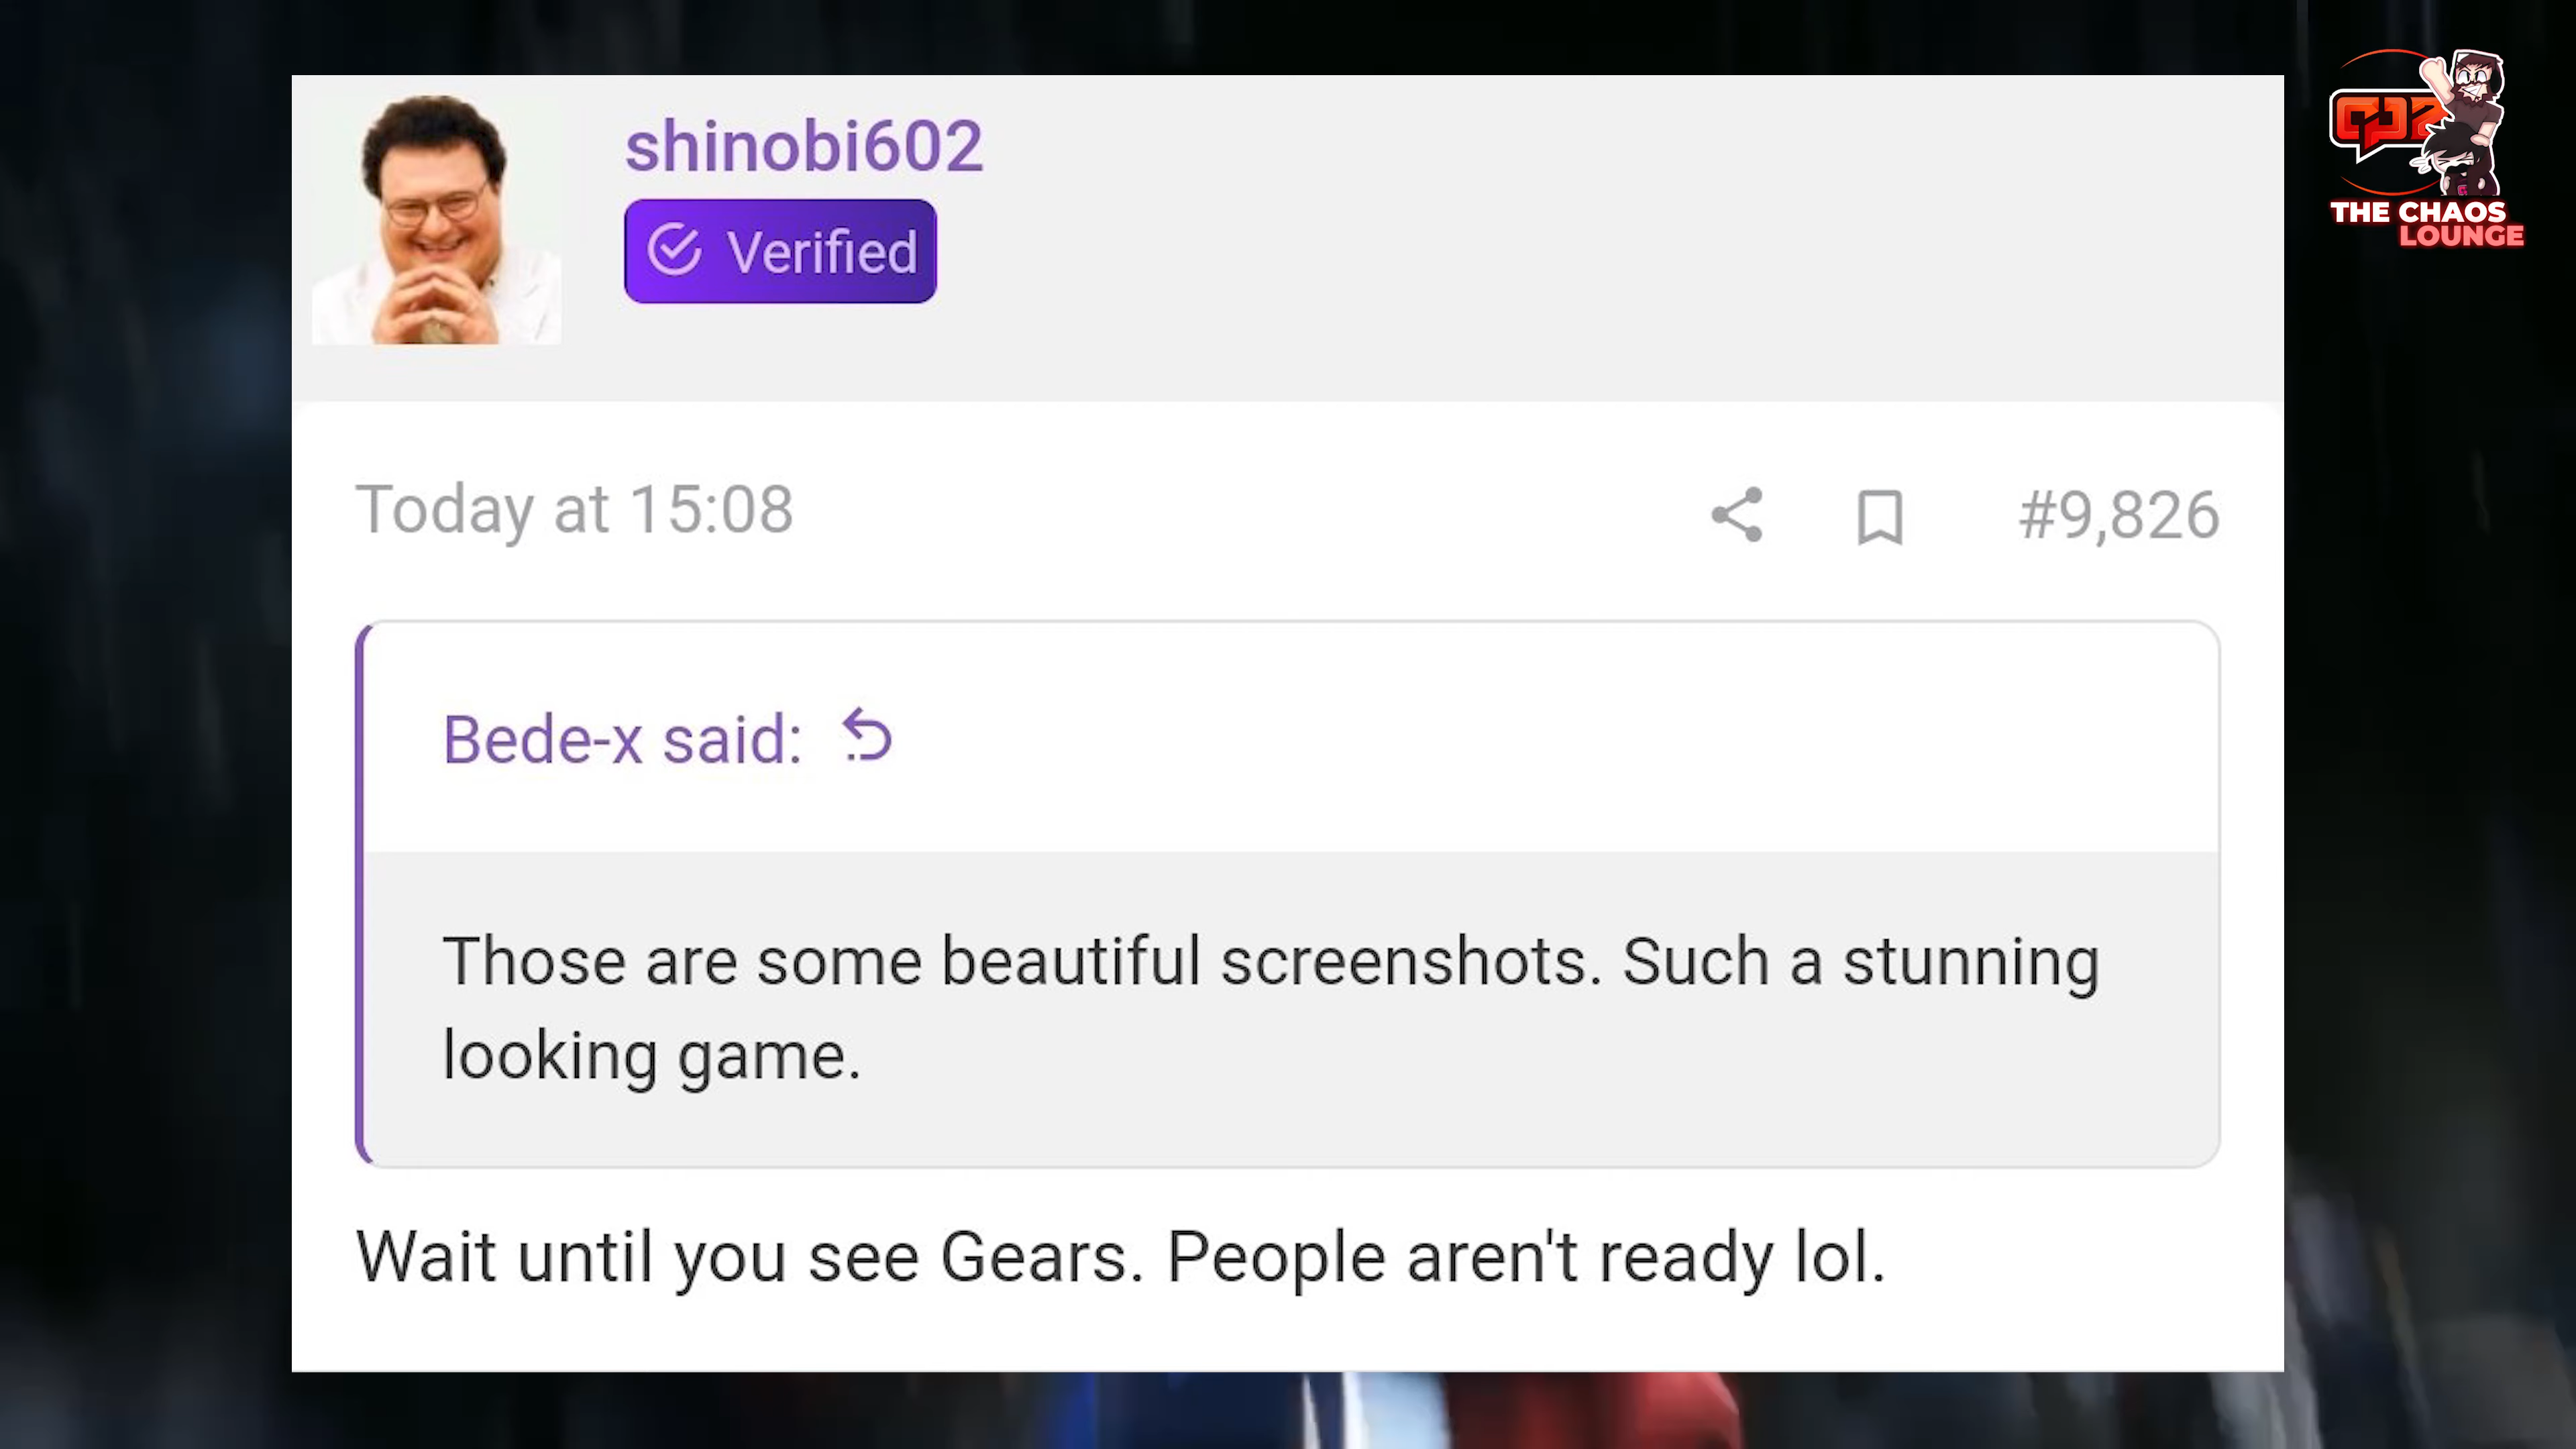 shinobi602
Verified
Today at 15:08
#9,826
Bede-x said:
Those are some beautiful screenshots. Such a stunning
looking game.
Wait until you see Gears. People aren't ready lol.
THE CHAOS
LOUNGE